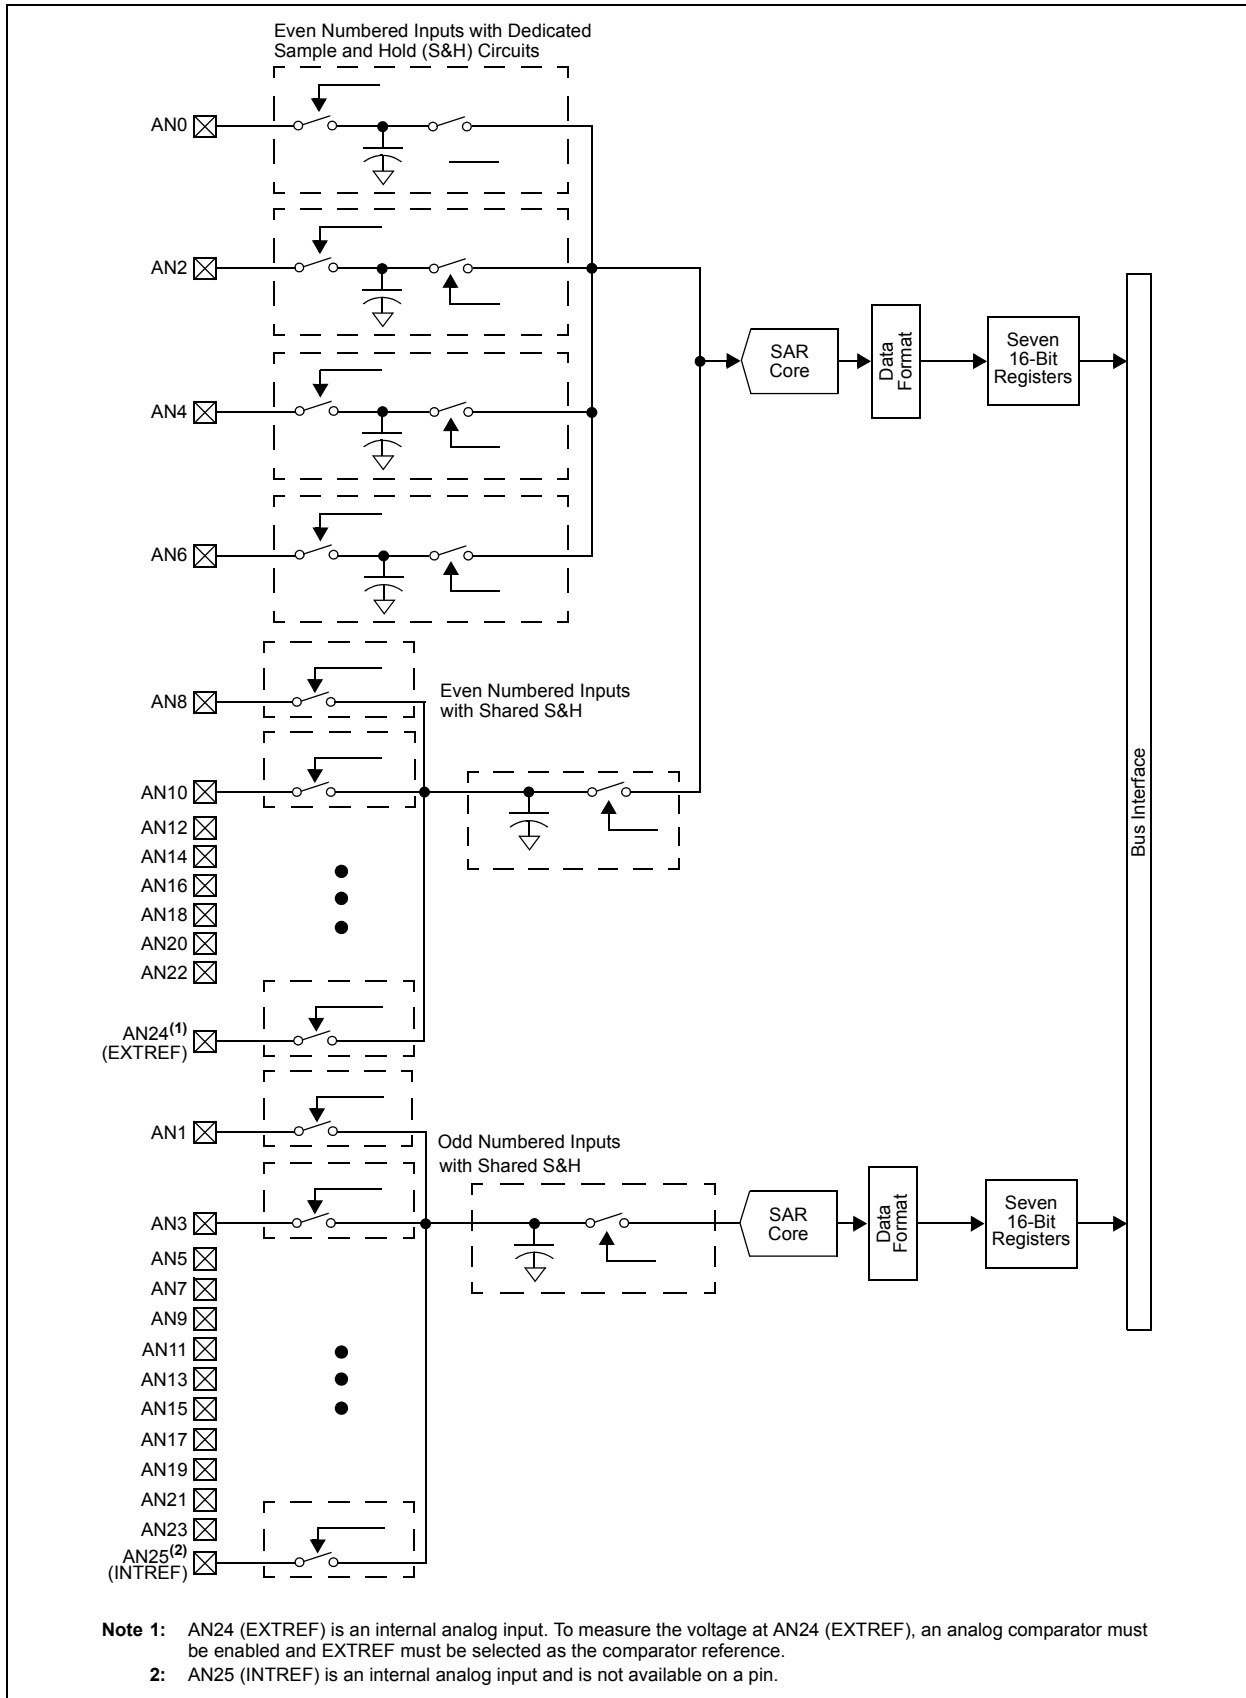 Even Numbered Inputs with Dedicated
Sample and Hold (S&H) Circuits
AN0
AN2
AN4
AN6
SAR
Core
Data
Format
Seven
16-Bit
Registers
AN8
Even Numbered Inputs
with Shared S&H
AN10
AN12
AN14
AN16
AN18
AN20
AN22
AN24(1)
(EXTREF)
Bus Interface
AN1
Odd Numbered Inputs
with Shared S&H
AN3
SAR
Core
Data
Format
Seven
16-Bit
Registers
AN5
AN7
AN9
AN11
AN13
AN15
AN17
AN19
AN21
AN23
AN25(2)
(INTREF)
Note 1: AN24 (EXTREF) is an internal analog input. To measure the voltage at AN24 (EXTREF), an analog comparator must
be enabled and EXTREF must be selected as the comparator reference.
2: AN25 (INTREF) is an internal analog input and is not available on a pin.